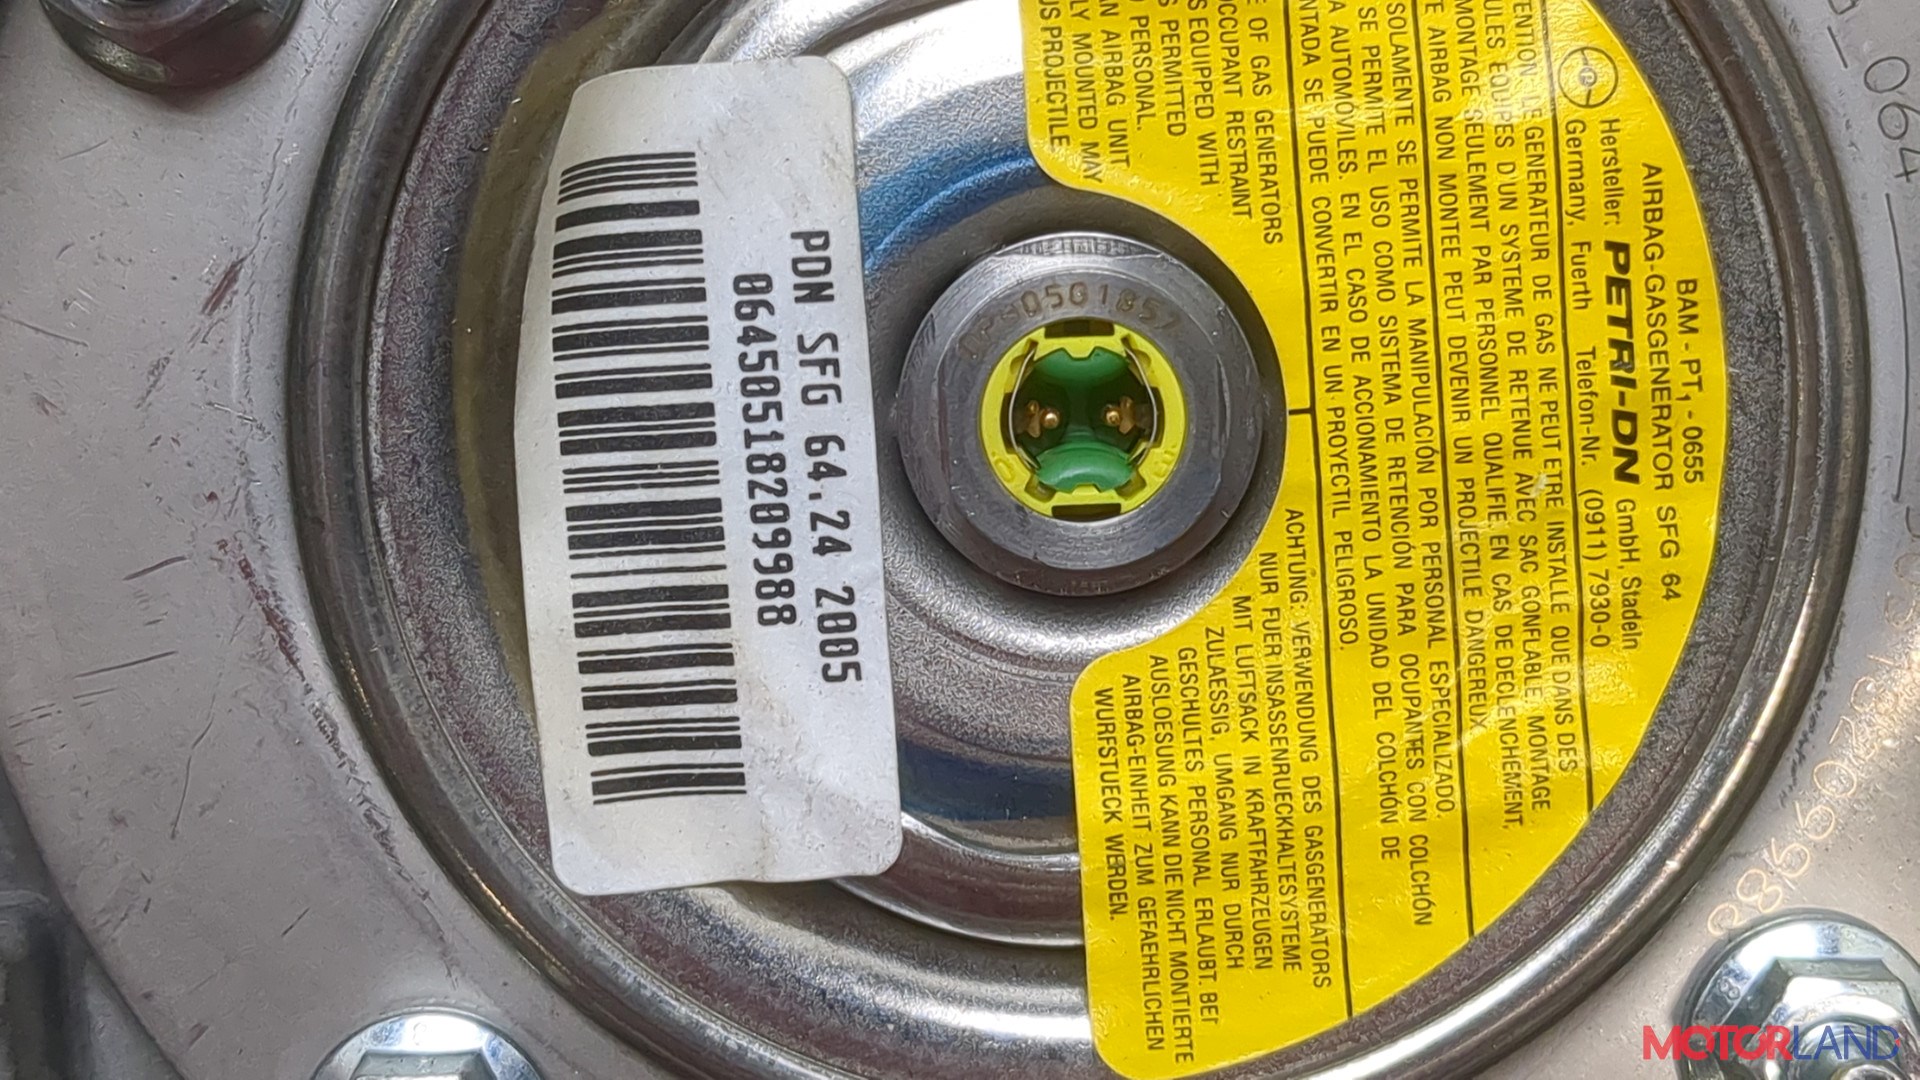 PDN SFG 64.24 2005
06450518209988
BAM - PT₁ - 0655
AIRBAG-GASGENERATOR SFG 64
Hersteller: PETRI-DN GmbH, Stadeln
Germany, Fuerth Telefon-Nr. (0911) 7930-0
GENERATEUR DE GAS NE PEUT ETRE INSTALLE QUE DANS DES
ULES EQUIPES D'UN SYSTEME DE RETENUE AVEC SAC GONFLABLE, MONTAGE
MONTAGE SEULEMENT PAR PERSONNEL QUALIFIE, EN CAS DE DECLENCHEMENT,
E AIRBAG NON MONTEE PEUT DEVENIR UN PROJECTILE DANGEREUX
SOLAMENTE SE PERMITE LA MANIPULACIÓN POR PERSONAL ESPECIALIZADO.
SE PERMITE EL USO COMO SISTEMA DE RETENCIÓN PARA OCUPANTES CON COLCHÓN
A AUTOMÓVILES. EN EL CASO DE ACCIONAMIENTO LA UNIDAD DEL COLCHÓN DE
NTADA SE PUEDE CONVERTIR EN UN PROYECTIL PELIGROSO.
E OF GAS GENERATORS
OCCUPANT RESTRAINT
S EQUIPPED WITH
S PERMITTED
PERSONAL.
AN AIRBAG UNIT,
LY MOUNTED MAY
US PROJECTILE
ACHTUNG: VERWENDUNG DES GASGENERATORS
NUR FUER INSASSENRUECKHALTESYSTEME
MIT LUFTSACK IN KRAFTFAHRZEUGEN
ZULAESSIG, UMGANG NUR DURCH
GESCHULTES PERSONAL ERLAUBT. BEI
AUSLOESUNG KANN DIE NICHT MONTIERTE
AIRBAG-EINHEIT ZUM GEFAEHRLICHEN
WURFSTUECK WERDEN.
MOTORLAND